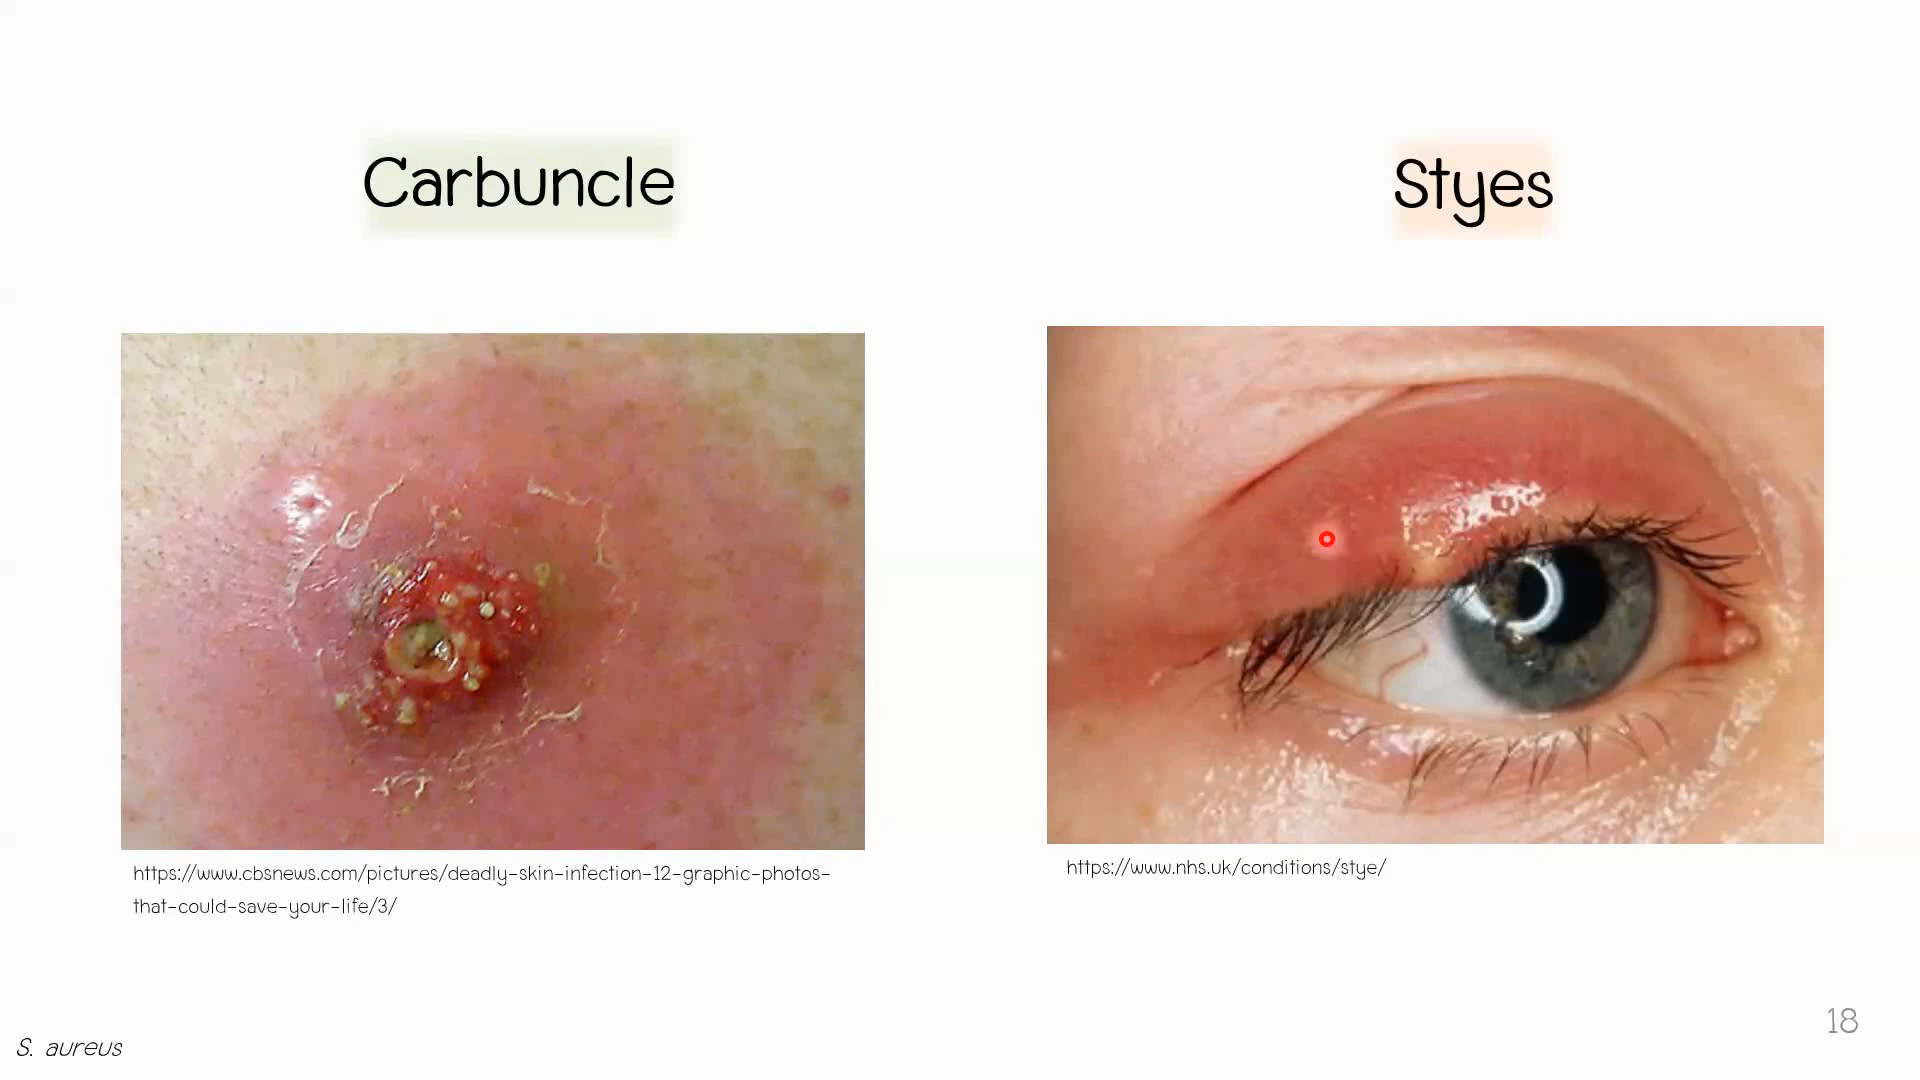 Carbuncle
Styes
https://www.cbsnews.com/pictures/deadly-skin-infection-12-graphic-photos-
that-could-save-your-life/3/
https://www.nhs.uk/conditions/stye/
18
S. aureus